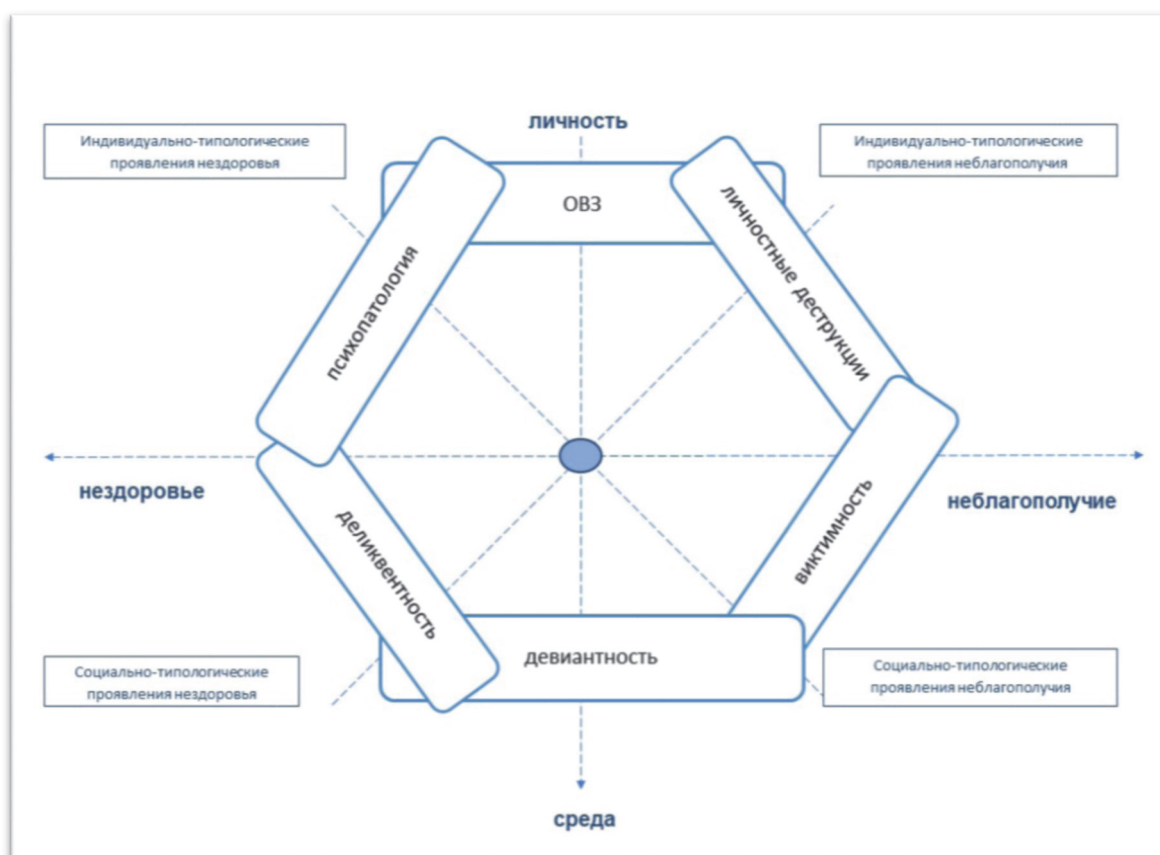 личность
Индивидуально-типологические
проявления нездоровья
Индивидуально-типологические
проявления неблагополучия
ОВЗ
психопатология
личностные деструкции
нездоровье
неблагополучие
деликвентность
виктимность
девиантность
Социально-типологические
проявления нездоровья
Социально-типологические
проявления неблагополучия
среда